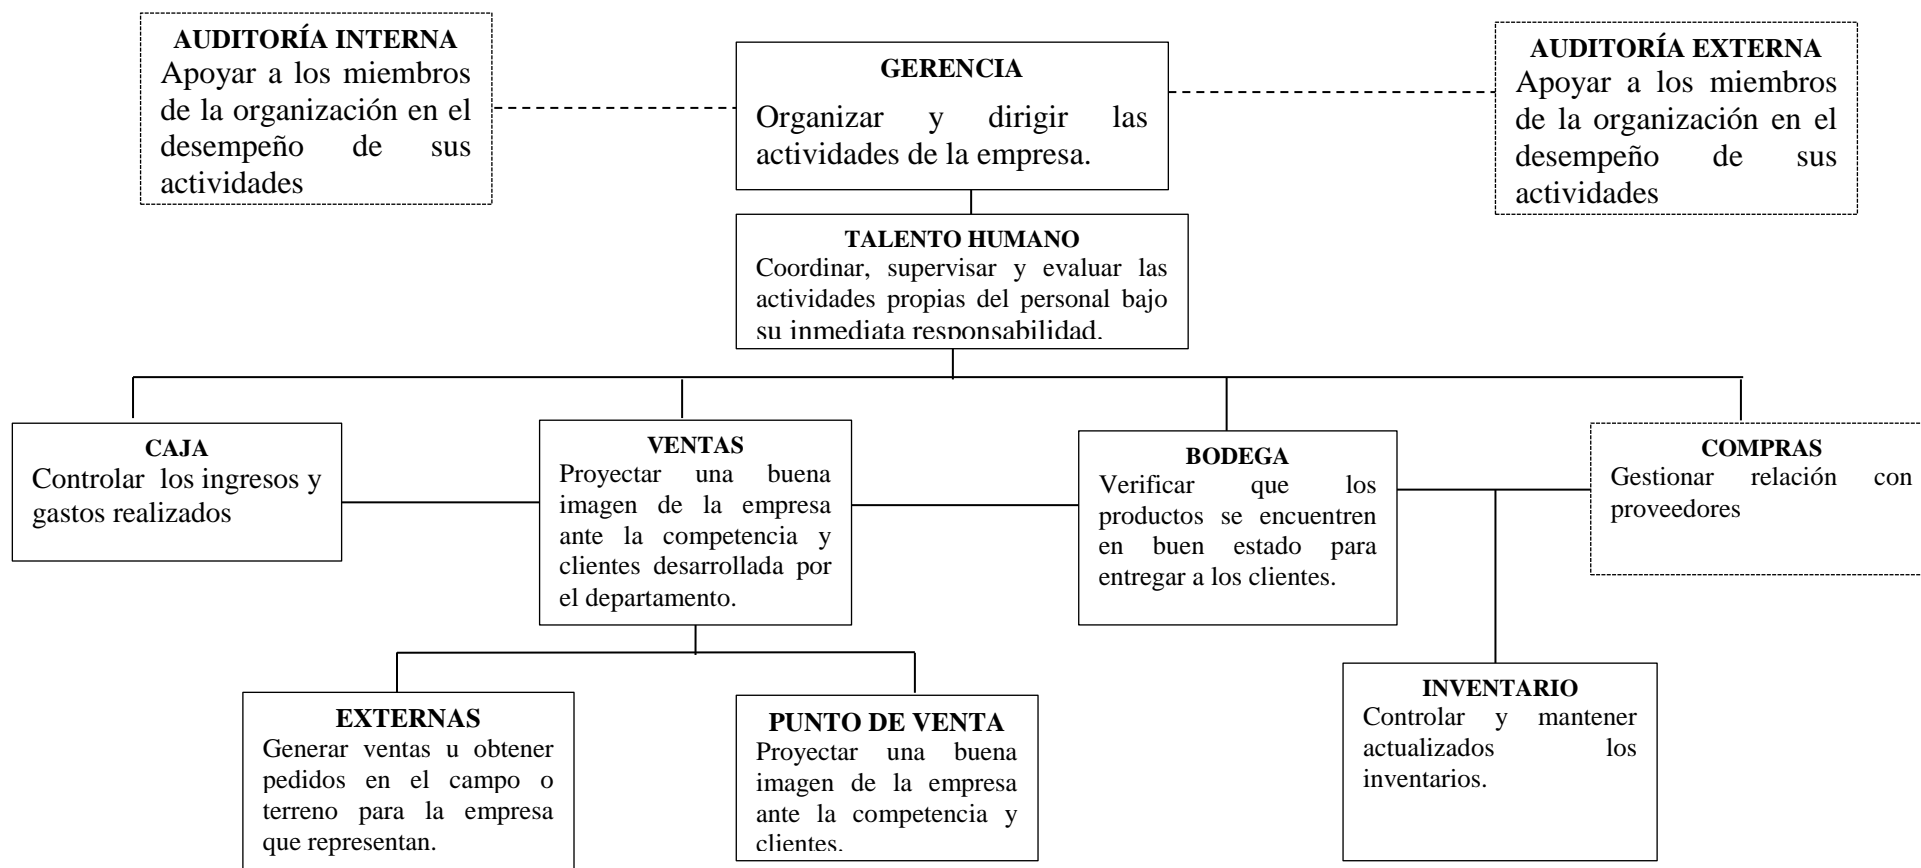 AUDITORÍA INTERNA
Apoyar a los miembros
de la organización en el
desempeño de sus
actividades
GERENCIA
Organizar y dirigir las
actividades de la empresa.
AUDITORÍA EXTERNA
Apoyar a los miembros
de la organización en el
desempeño de sus
actividades
TALENTO HUMANO
Coordinar, supervisar y evaluar las
actividades propias del personal bajo
su inmediata responsabilidad.
CAJA
Controlar los ingresos y
gastos realizados
VENTAS
Proyectar una buena
imagen de la empresa
ante la competencia y
clientes desarrollada por
el departamento.
BODEGA
Verificar que los
productos se encuentren
en buen estado para
entregar a los clientes.
COMPRAS
Gestionar relación con
proveedores
EXTERNAS
Generar ventas u obtener
pedidos en el campo o
terreno para la empresa
que representan.
PUNTO DE VENTA
Proyectar una buena
imagen de la empresa
ante la competencia y
clientes.
INVENTARIO
Controlar y mantener
actualizados los
inventarios.